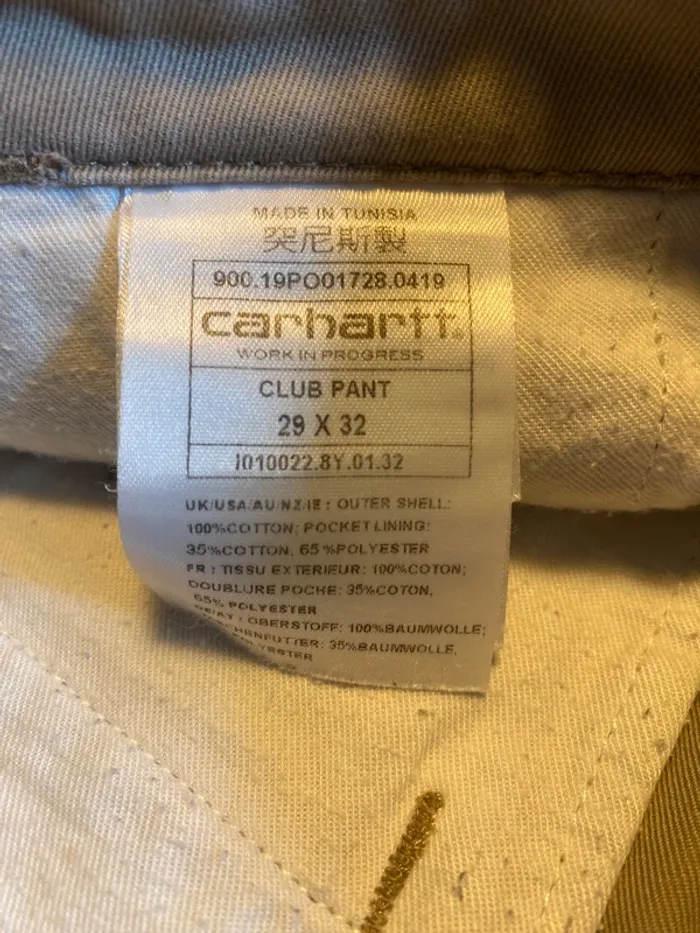 MADE IN TUNISIA
突尼斯製
900.19PO01728.0419
carhartt
WORK IN PROGRESS
CLUB PANT
29 X 32
I010022.8Y.01.32
UK/USA/AU/NZ/IE : OUTER SHELL:
100%COTTON; POCKET LINING:
35%COTTON, 65%POLYESTER
FR : TISSU EXTERIEUR: 100%COTON;
DOUBLURE POCHE: 35%COTON,
65% POLYESTER
DE/AT : OBERSTOFF: 100%BAUMWOLLE;
35%BAUMWOLLE,